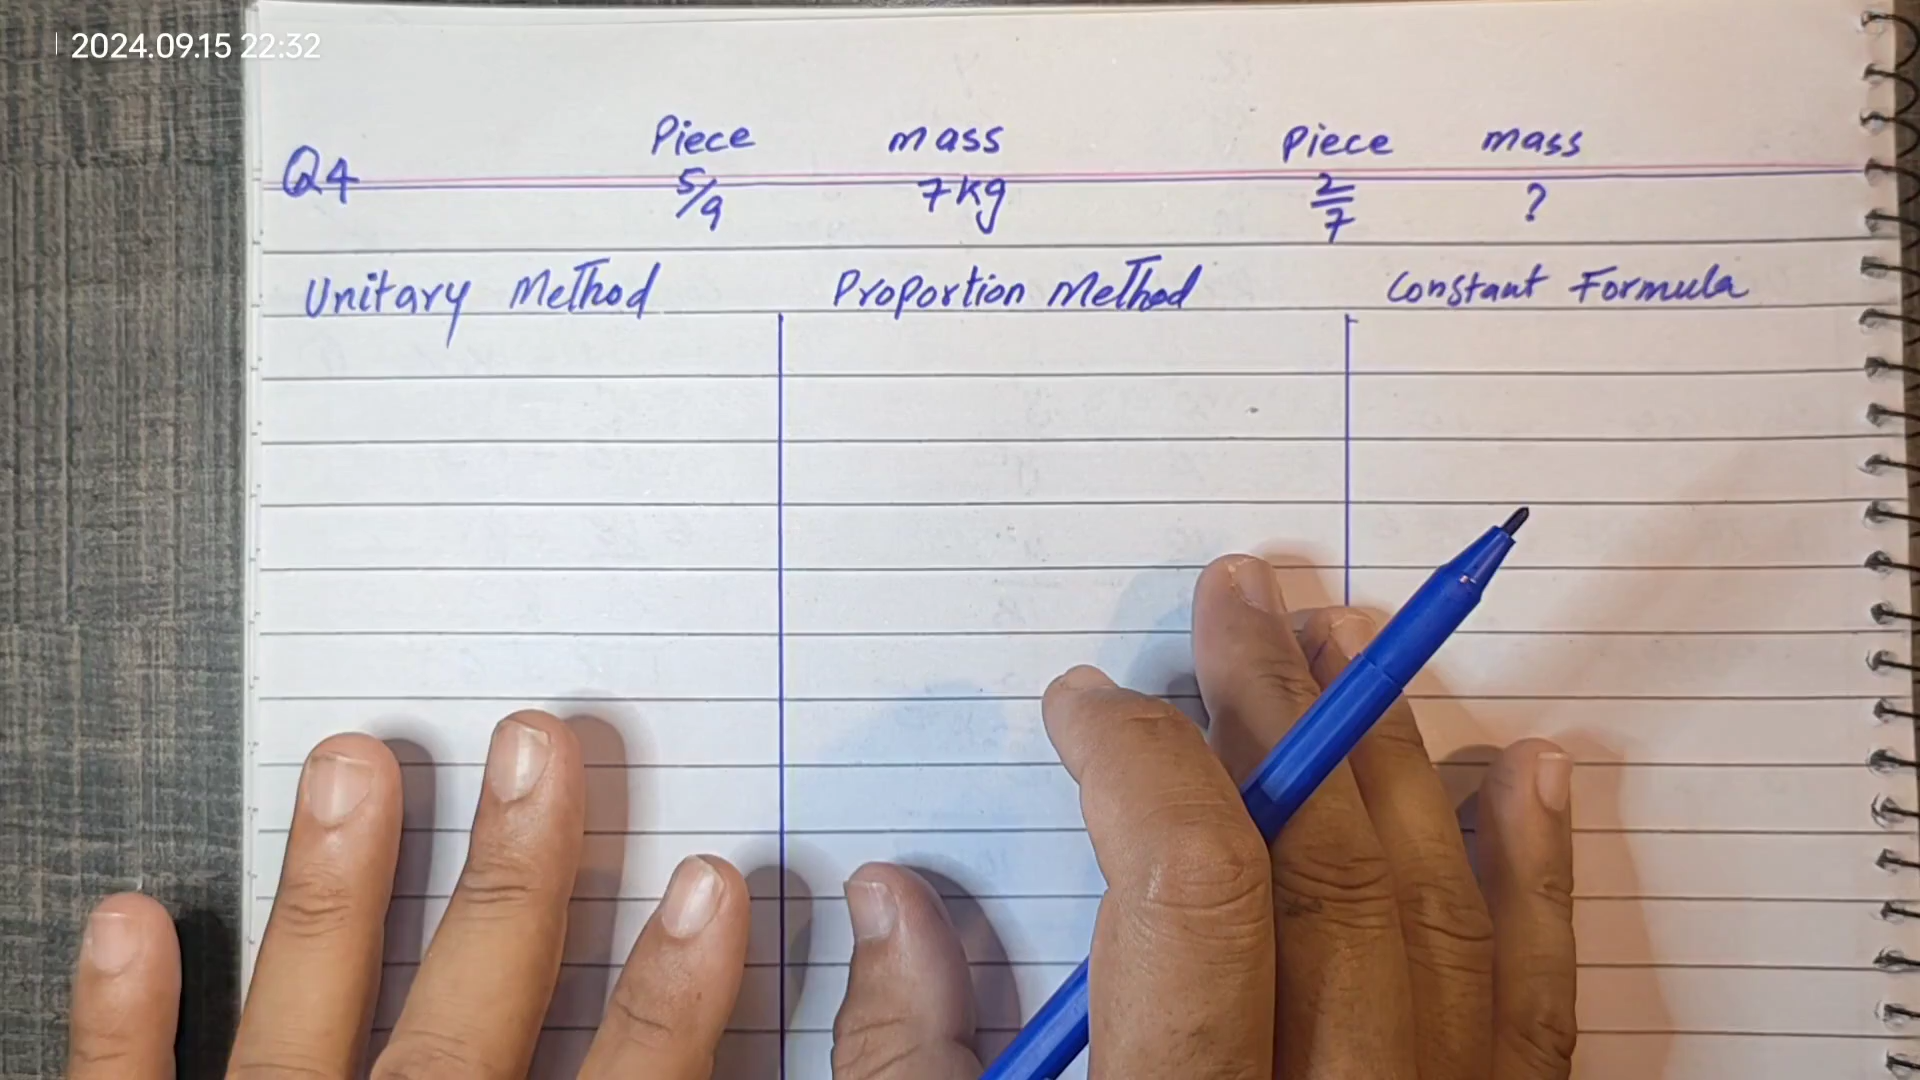 2024.09.15 22:32
Piece mass Piece mass
Q4 5/9 7kg 2/7 ?
Unitary Method Proportion Method Constant Formula